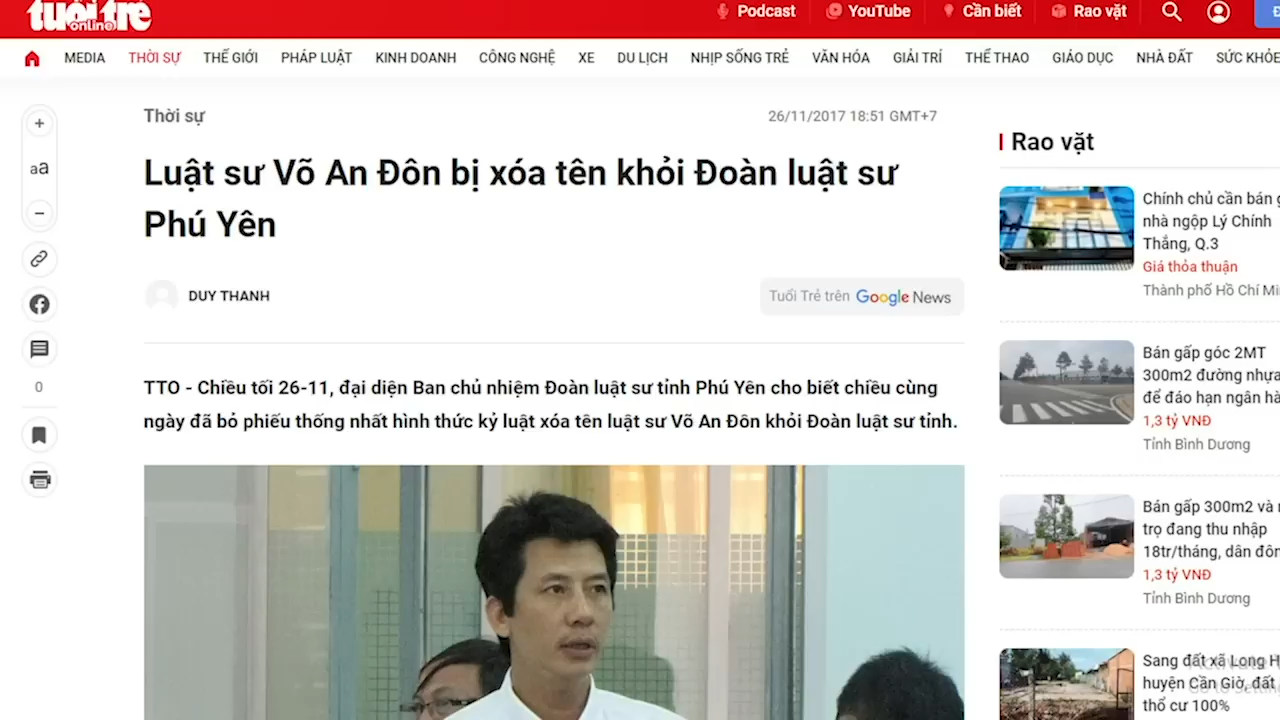 tuổi trẻ
online
Podcast
YouTube
Cần biết
Rao vặt
MEDIA
THỜI SỰ
THẾ GIỚI
PHÁP LUẬT
KINH DOANH
CÔNG NGHỆ
XE
DU LỊCH
NHỊP SỐNG TRẺ
VĂN HÓA
GIẢI TRÍ
THỂ THAO
GIÁO DỤC
NHÀ ĐẤT
SỨC KHỎE
+
aa
−
0
Thời sự
26/11/2017 18:51 GMT+7
Luật sư Võ An Đôn bị xóa tên khỏi Đoàn luật sư
Phú Yên
DUY THANH
Tuổi Trẻ trên Google News
TTO - Chiều tối 26-11, đại diện Ban chủ nhiệm Đoàn luật sư tỉnh Phú Yên cho biết chiều cùng
ngày đã bỏ phiếu thống nhất hình thức kỷ luật xóa tên luật sư Võ An Đôn khỏi Đoàn luật sư tỉnh.
Rao vặt
Chính chủ cần bán
nhà ngộp Lý Chính
Thắng, Q.3
Giá thỏa thuận
Thành phố Hồ Chí
Bán gấp góc 2MT
300m2 đường nhựa
để đáo hạn ngân
1,3 tỷ VNĐ
Tỉnh Bình Dương
Bán gấp 300m2 và
trọ đang thu nhập
18tr/tháng, dân
1,3 tỷ VNĐ
Tỉnh Bình Dương
Sang đất xã Long
huyện Cần Giờ, đất
thổ cư 100%